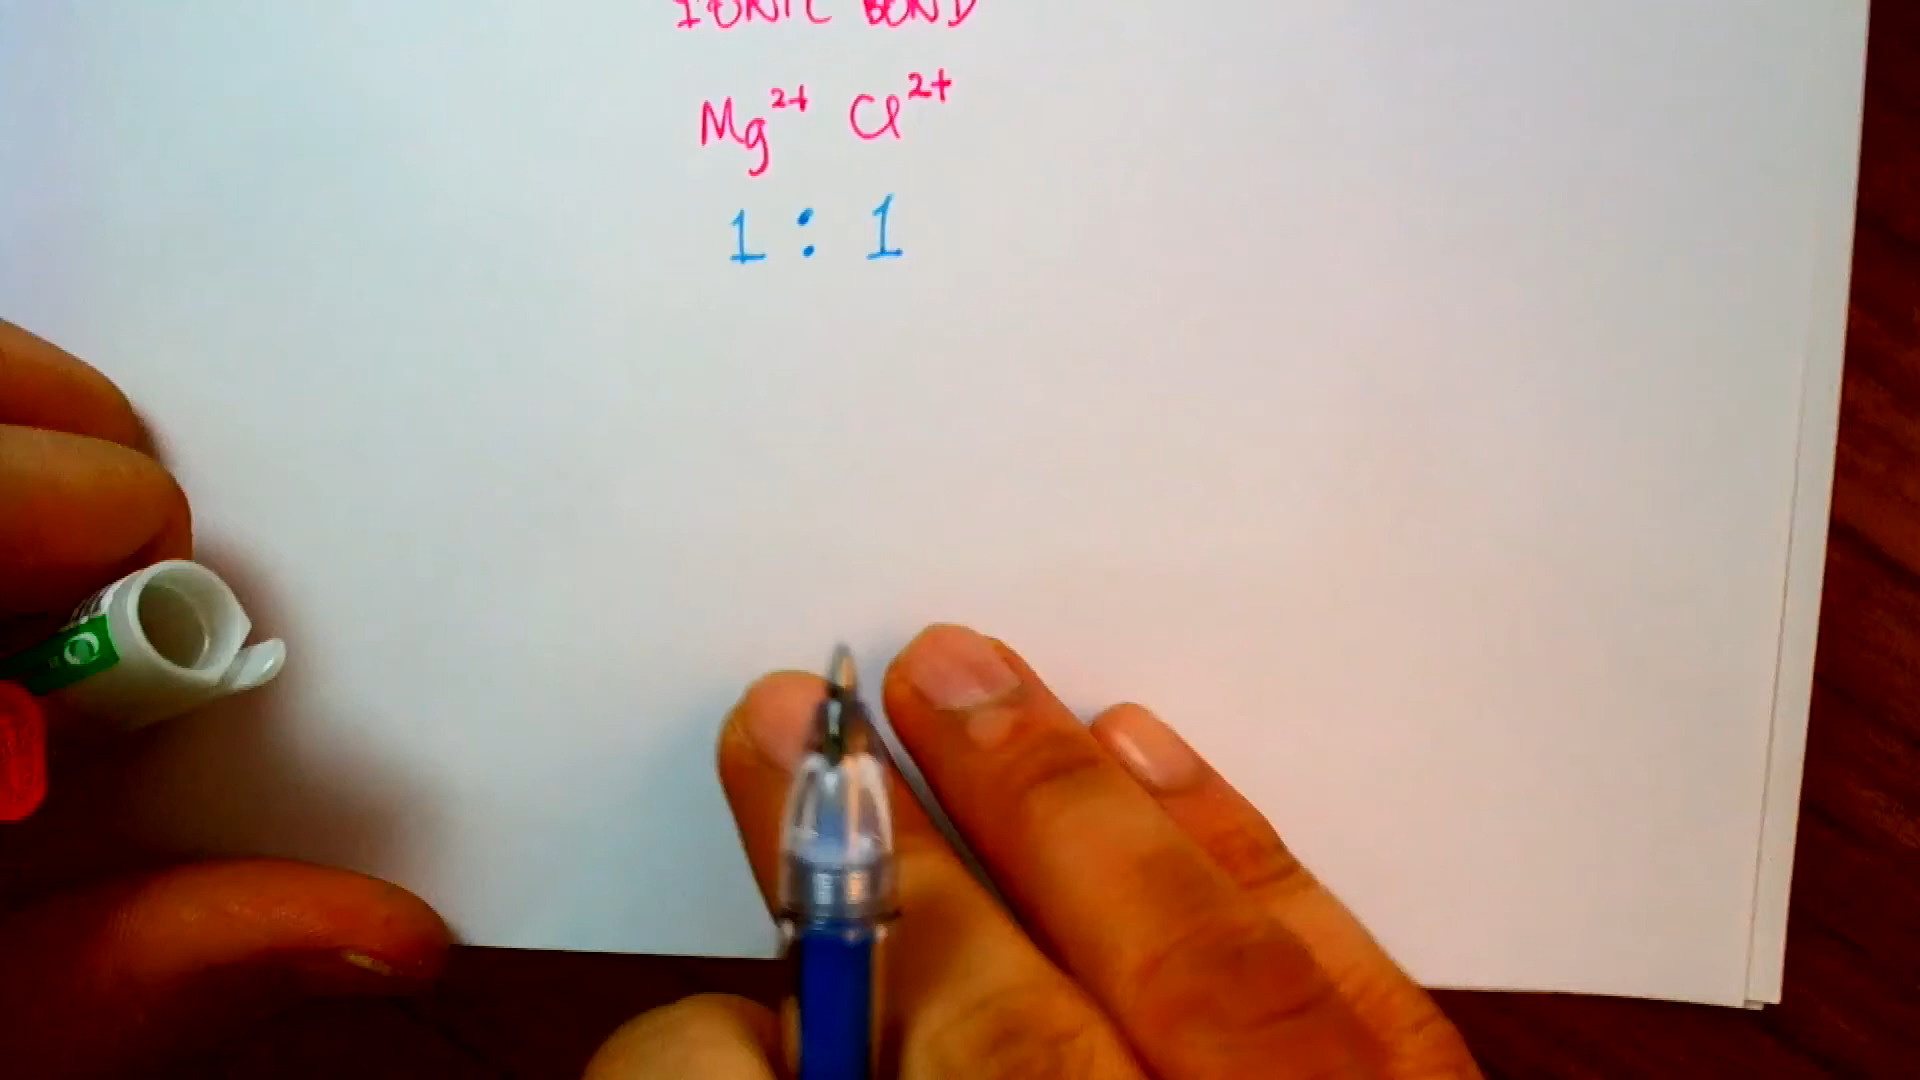 IONIC BOND
Mg²⁺ Cl²⁺
1 : 1